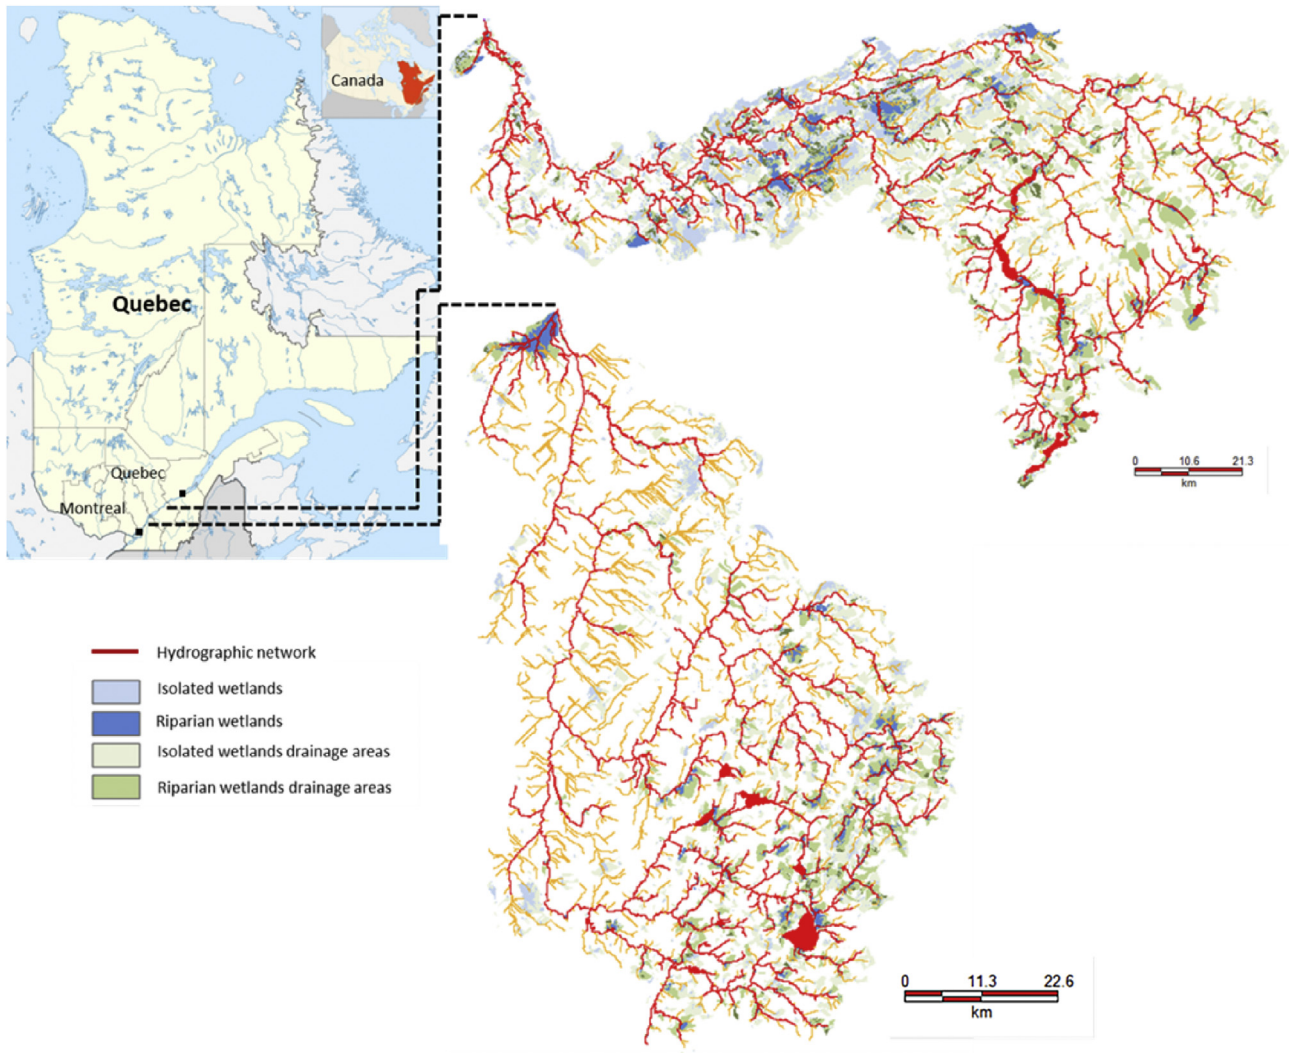 Canada
Quebec
Quebec
Montreal
0 10.6 21.3
km
Hydrographic network
Isolated wetlands
Riparian wetlands
Isolated wetlands drainage areas
Riparian wetlands drainage areas
0 11.3 22.6
km